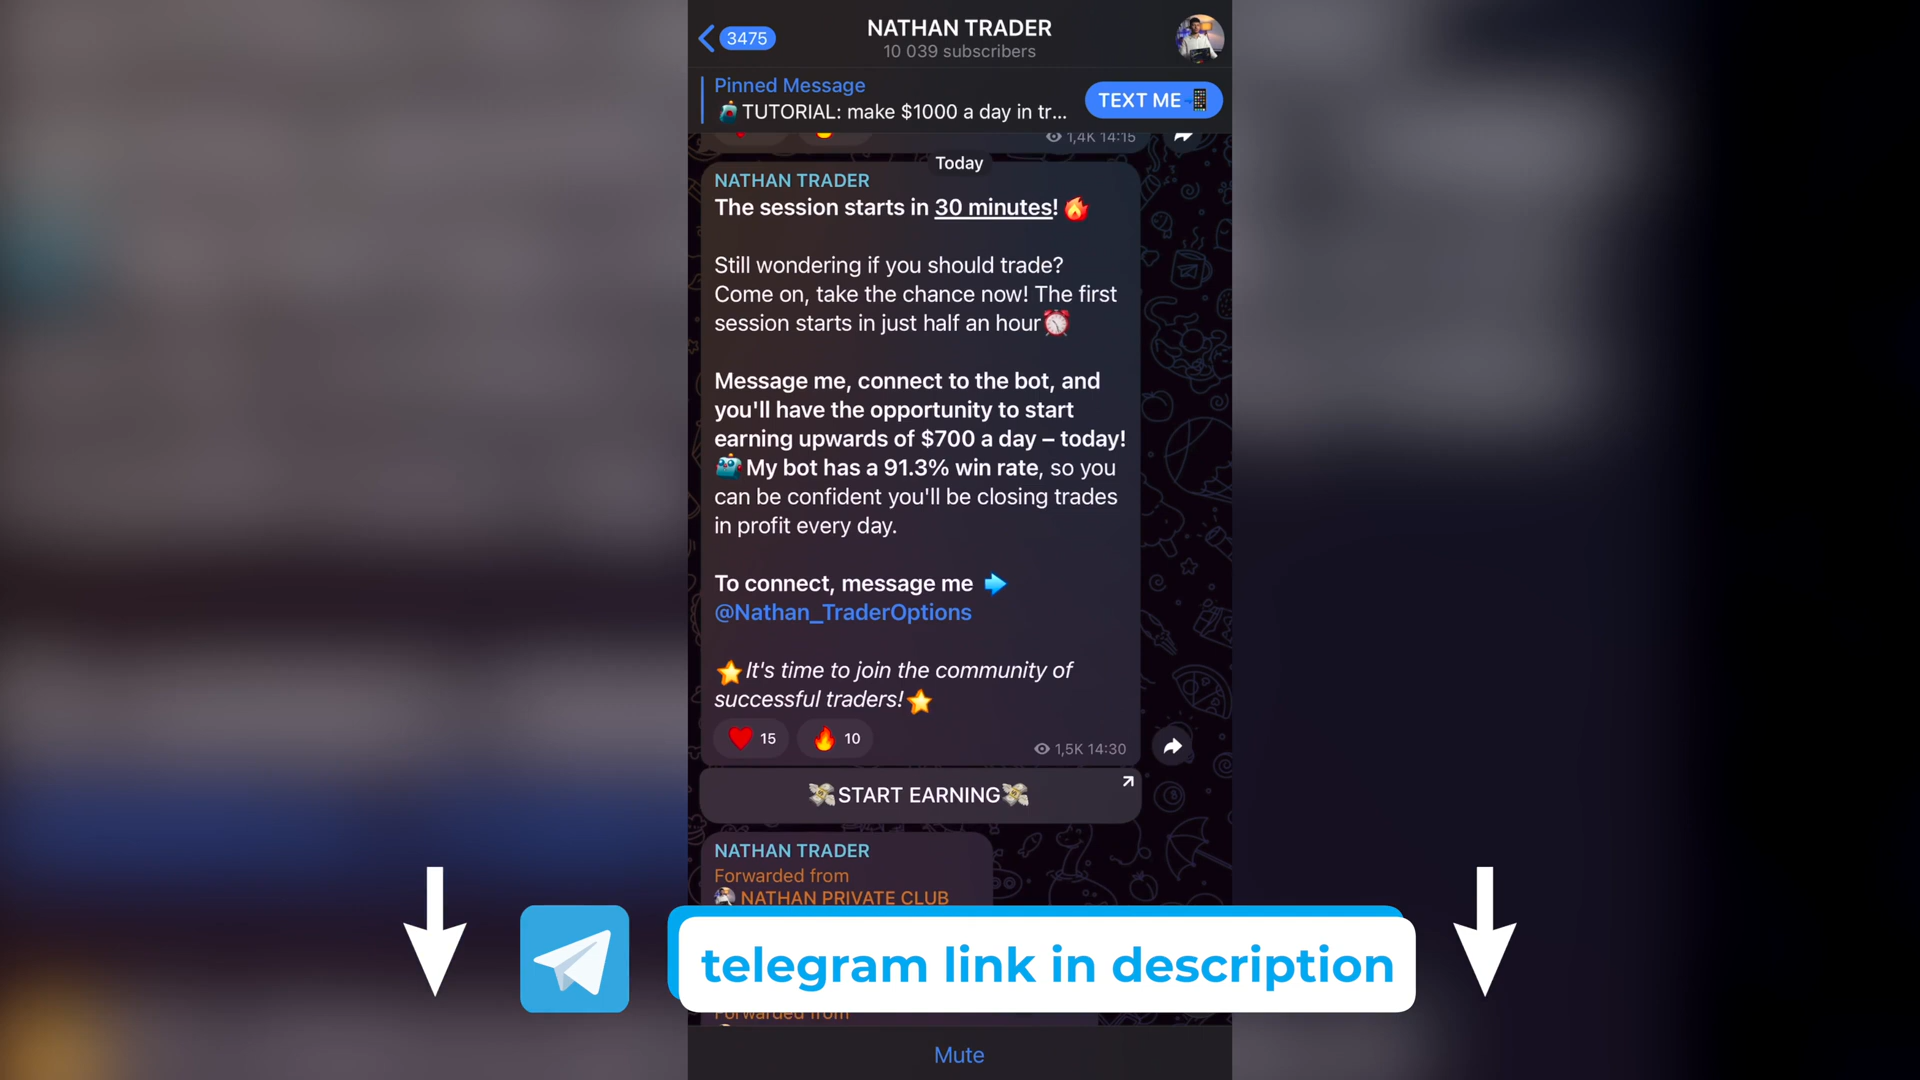 3475
NATHAN TRADER
10 039 subscribers
Pinned Message
TUTORIAL: make $1000 a day in tr...
TEXT ME
1,4K 14:15
Today
NATHAN TRADER
The session starts in 30 minutes!
Still wondering if you should trade?
Come on, take the chance now! The first
session starts in just half an hour
Message me, connect to the bot, and
you'll have the opportunity to start
earning upwards of $700 a day – today!
My bot has a 91.3% win rate, so you
can be confident you'll be closing trades
in profit every day.
To connect, message me
@Nathan_TraderOptions
It's time to join the community of
successful traders!
15 10
1,5K 14:30
START EARNING
NATHAN TRADER
Forwarded from
NATHAN PRIVATE CLUB
telegram link in description
Forwarded from
Mute